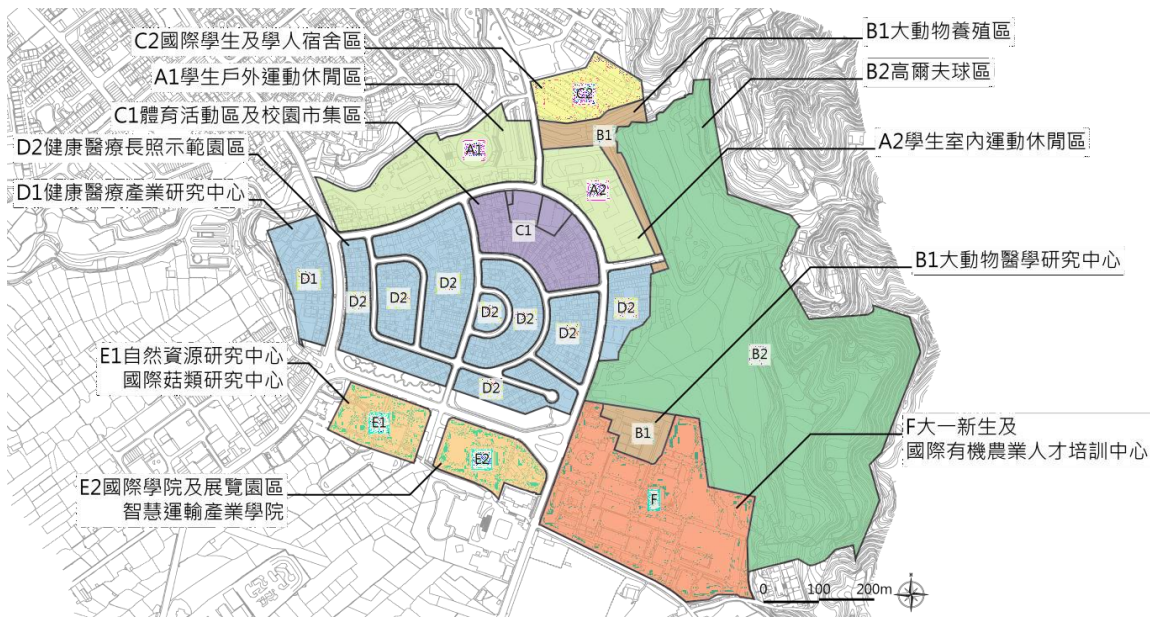 C2國際學生及學人宿舍區
A1學生戶外運動休閒區
C1體育活動區及校園市集區
D2健康醫療長照示範園區
D1健康醫療產業研究中心
E1自然資源研究中心
國際菇類研究中心
E2國際學院及展覽園區
智慧運輸產業學院
B1大動物養殖區
B2高爾夫球區
A2學生室內運動休閒區
B1大動物醫學研究中心
F大一新生及
國際有機農業人才培訓中心
C2
B1
A1
A2
C1
D1
D2
D2
D2
D2
D2
D2
D2
D2
B2
E1
E2
B1
F
0 100 200m